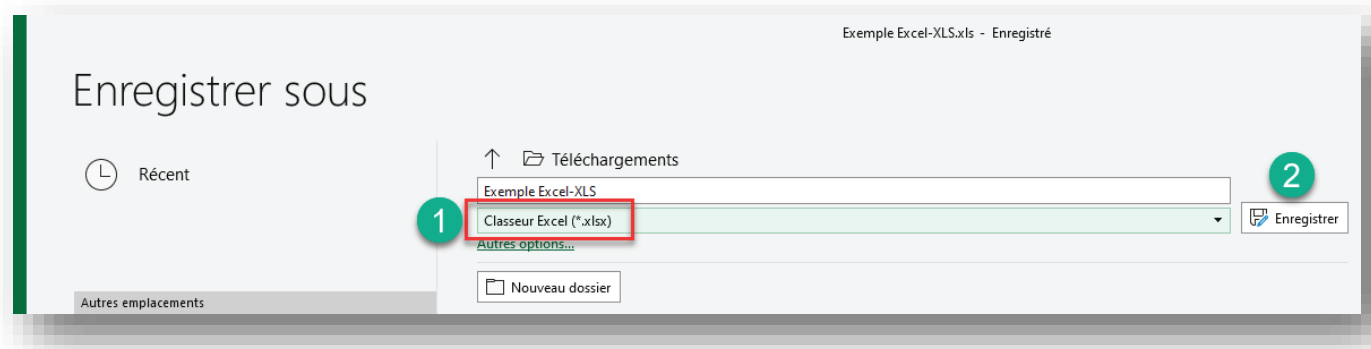 Exemple Excel-XLS.xls - Enregistré
Enregistrer sous
Récent
Téléchargements
Exemple Excel-XLS
2
1
Classeur Excel (*.xlsx)
Enregistrer
Autres options...
Nouveau dossier
Autres emplacements